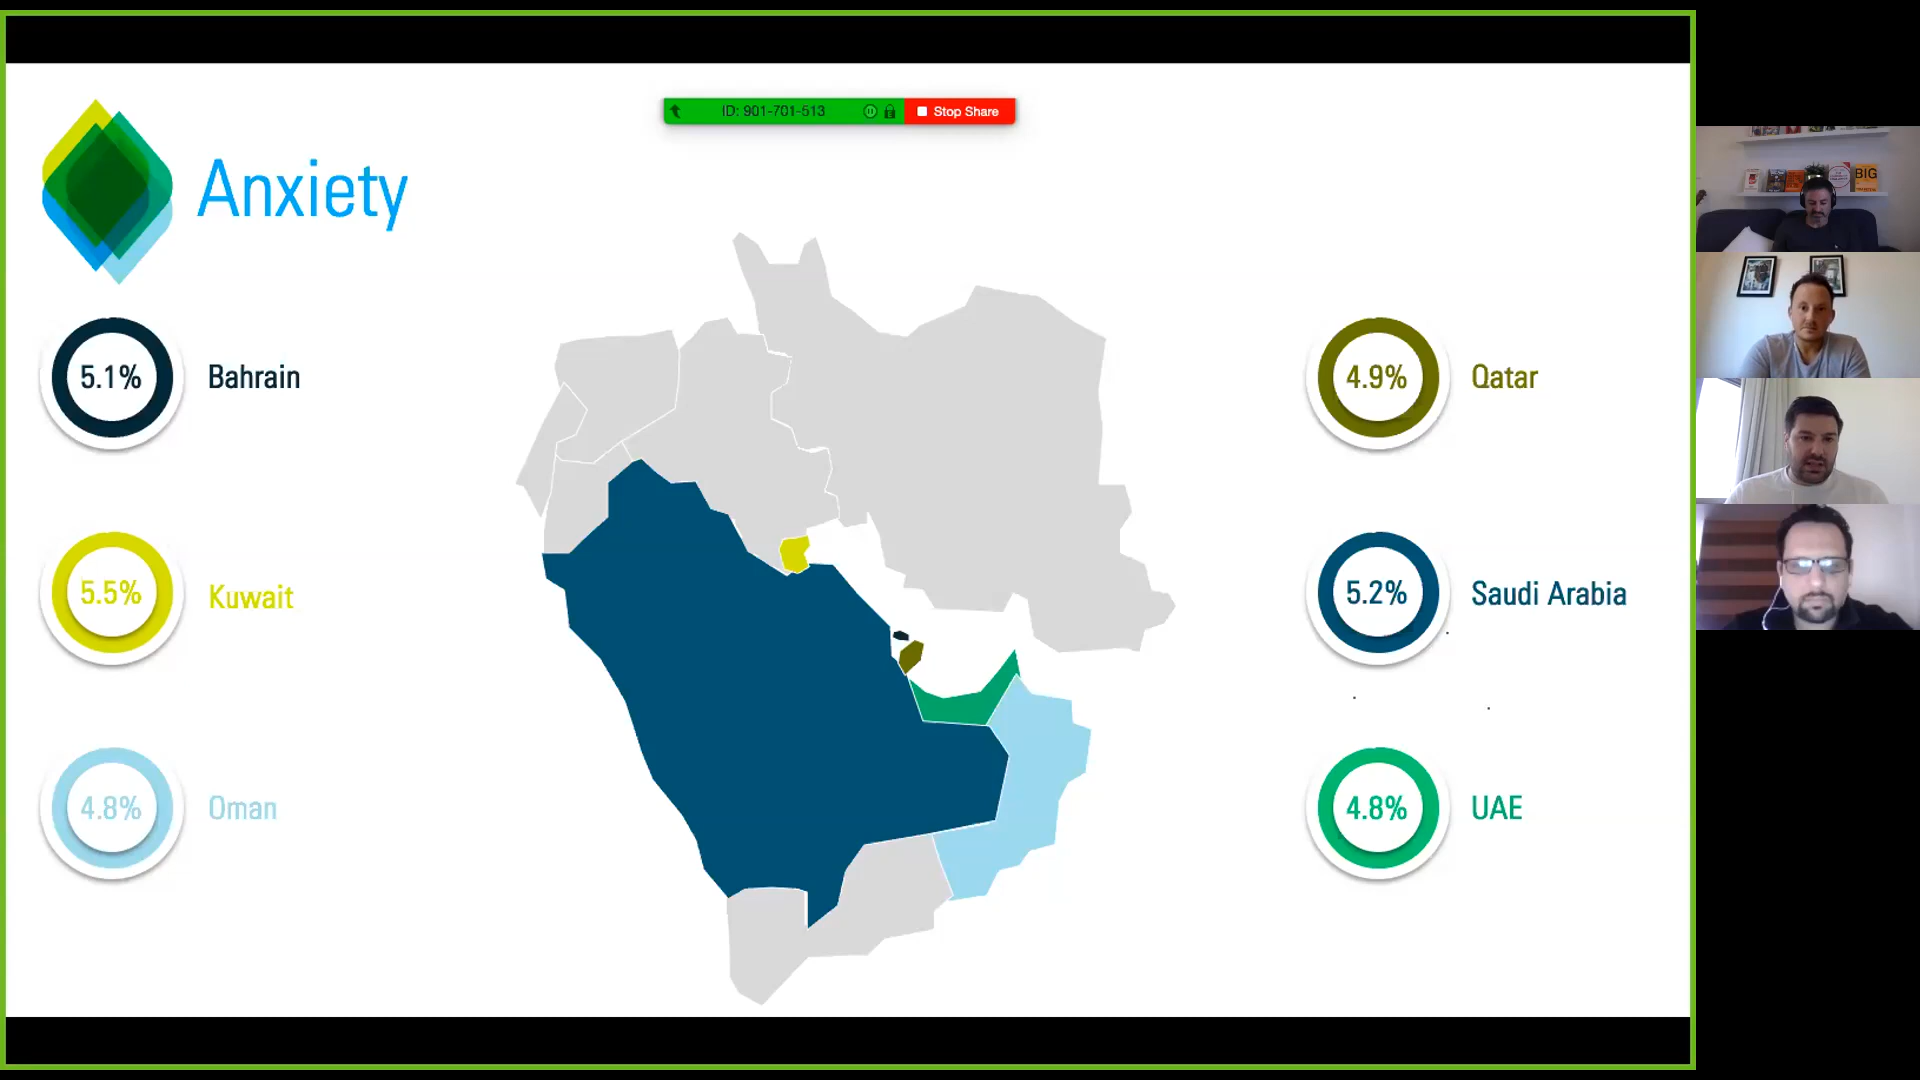 ID: 901-701-513
Stop Share
Anxiety
5.1%
Bahrain
5.5%
Kuwait
4.8%
Oman
4.9%
Qatar
5.2%
Saudi Arabia
4.8%
UAE
BIG